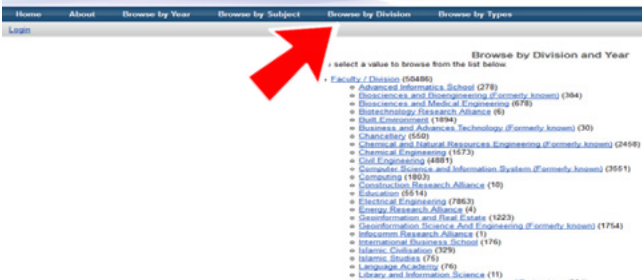 Home About Browse by Year Browse by Subject Browse by Division Browse by Types
Login
Browse by Division and Year
select a value to browse from the list below
Faculty / Division (50486)
Advanced Informatics School (278)
Biosciences and Bioengineering (Formerly known) (384)
Biosciences and Medical Engineering (678)
Biotechnology Research Alliance (6)
Built Environment (1894)
Business and Advances Technology (Formerly known) (30)
Chancellery (550)
Chemical and Natural Resources Engineering (Formerly known) (2458)
Chemical Engineering (1573)
Civil Engineering (4881)
Computer Science and Information System (Formerly known) (3551)
Computing (1803)
Construction Research Alliance (10)
Education (5514)
Electrical Engineering (7863)
Energy Research Alliance (4)
Geoinformation and Real Estate (1223)
Geoinformation Science And Engineering (Formerly known) (1754)
Infocomm Research Alliance (1)
International Business School (176)
Islamic Civilisation (329)
Islamic Studies (75)
Language Academy (76)
Library and Information Science (11)